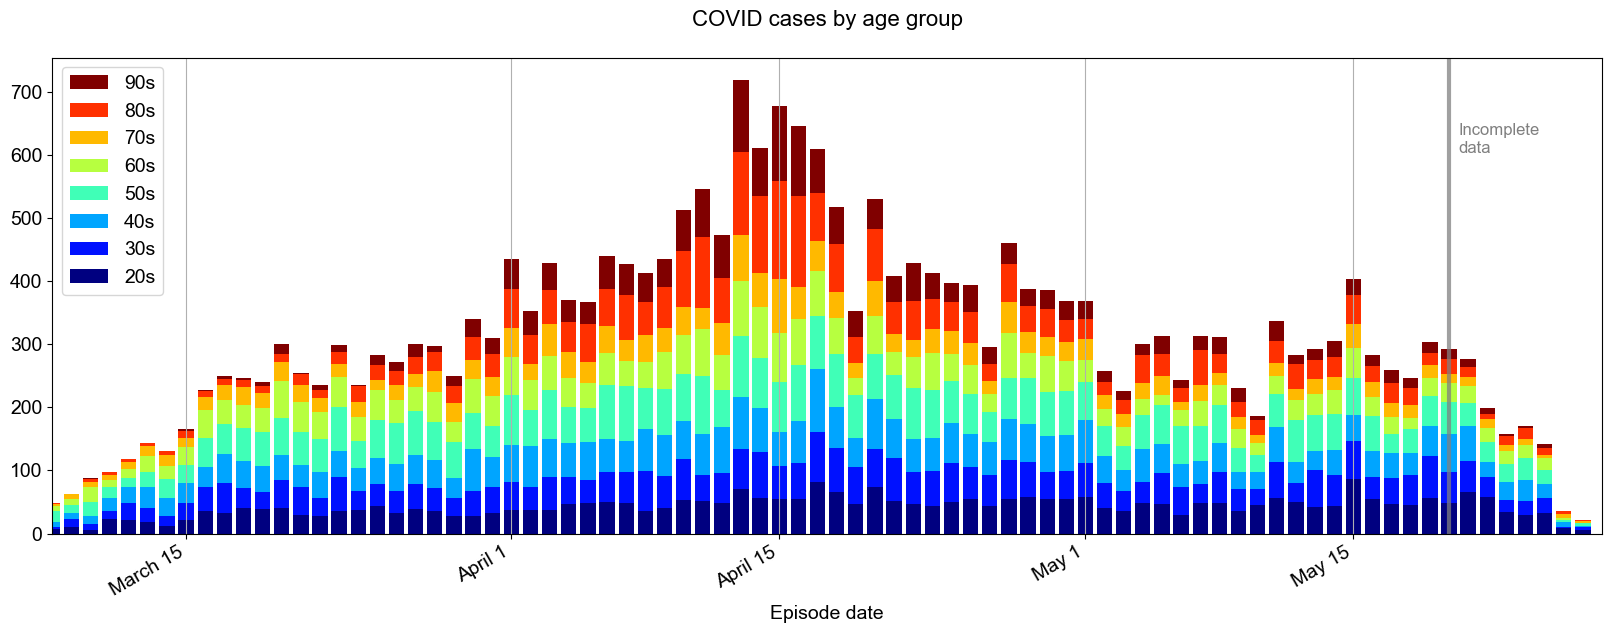 COVID cases by age group
700
600
500
400
300
200
100
0
90s
80s
70s
60s
50s
40s
30s
20s
Incomplete
data
March 15
April 1
April 15
May 1
May 15
Episode date